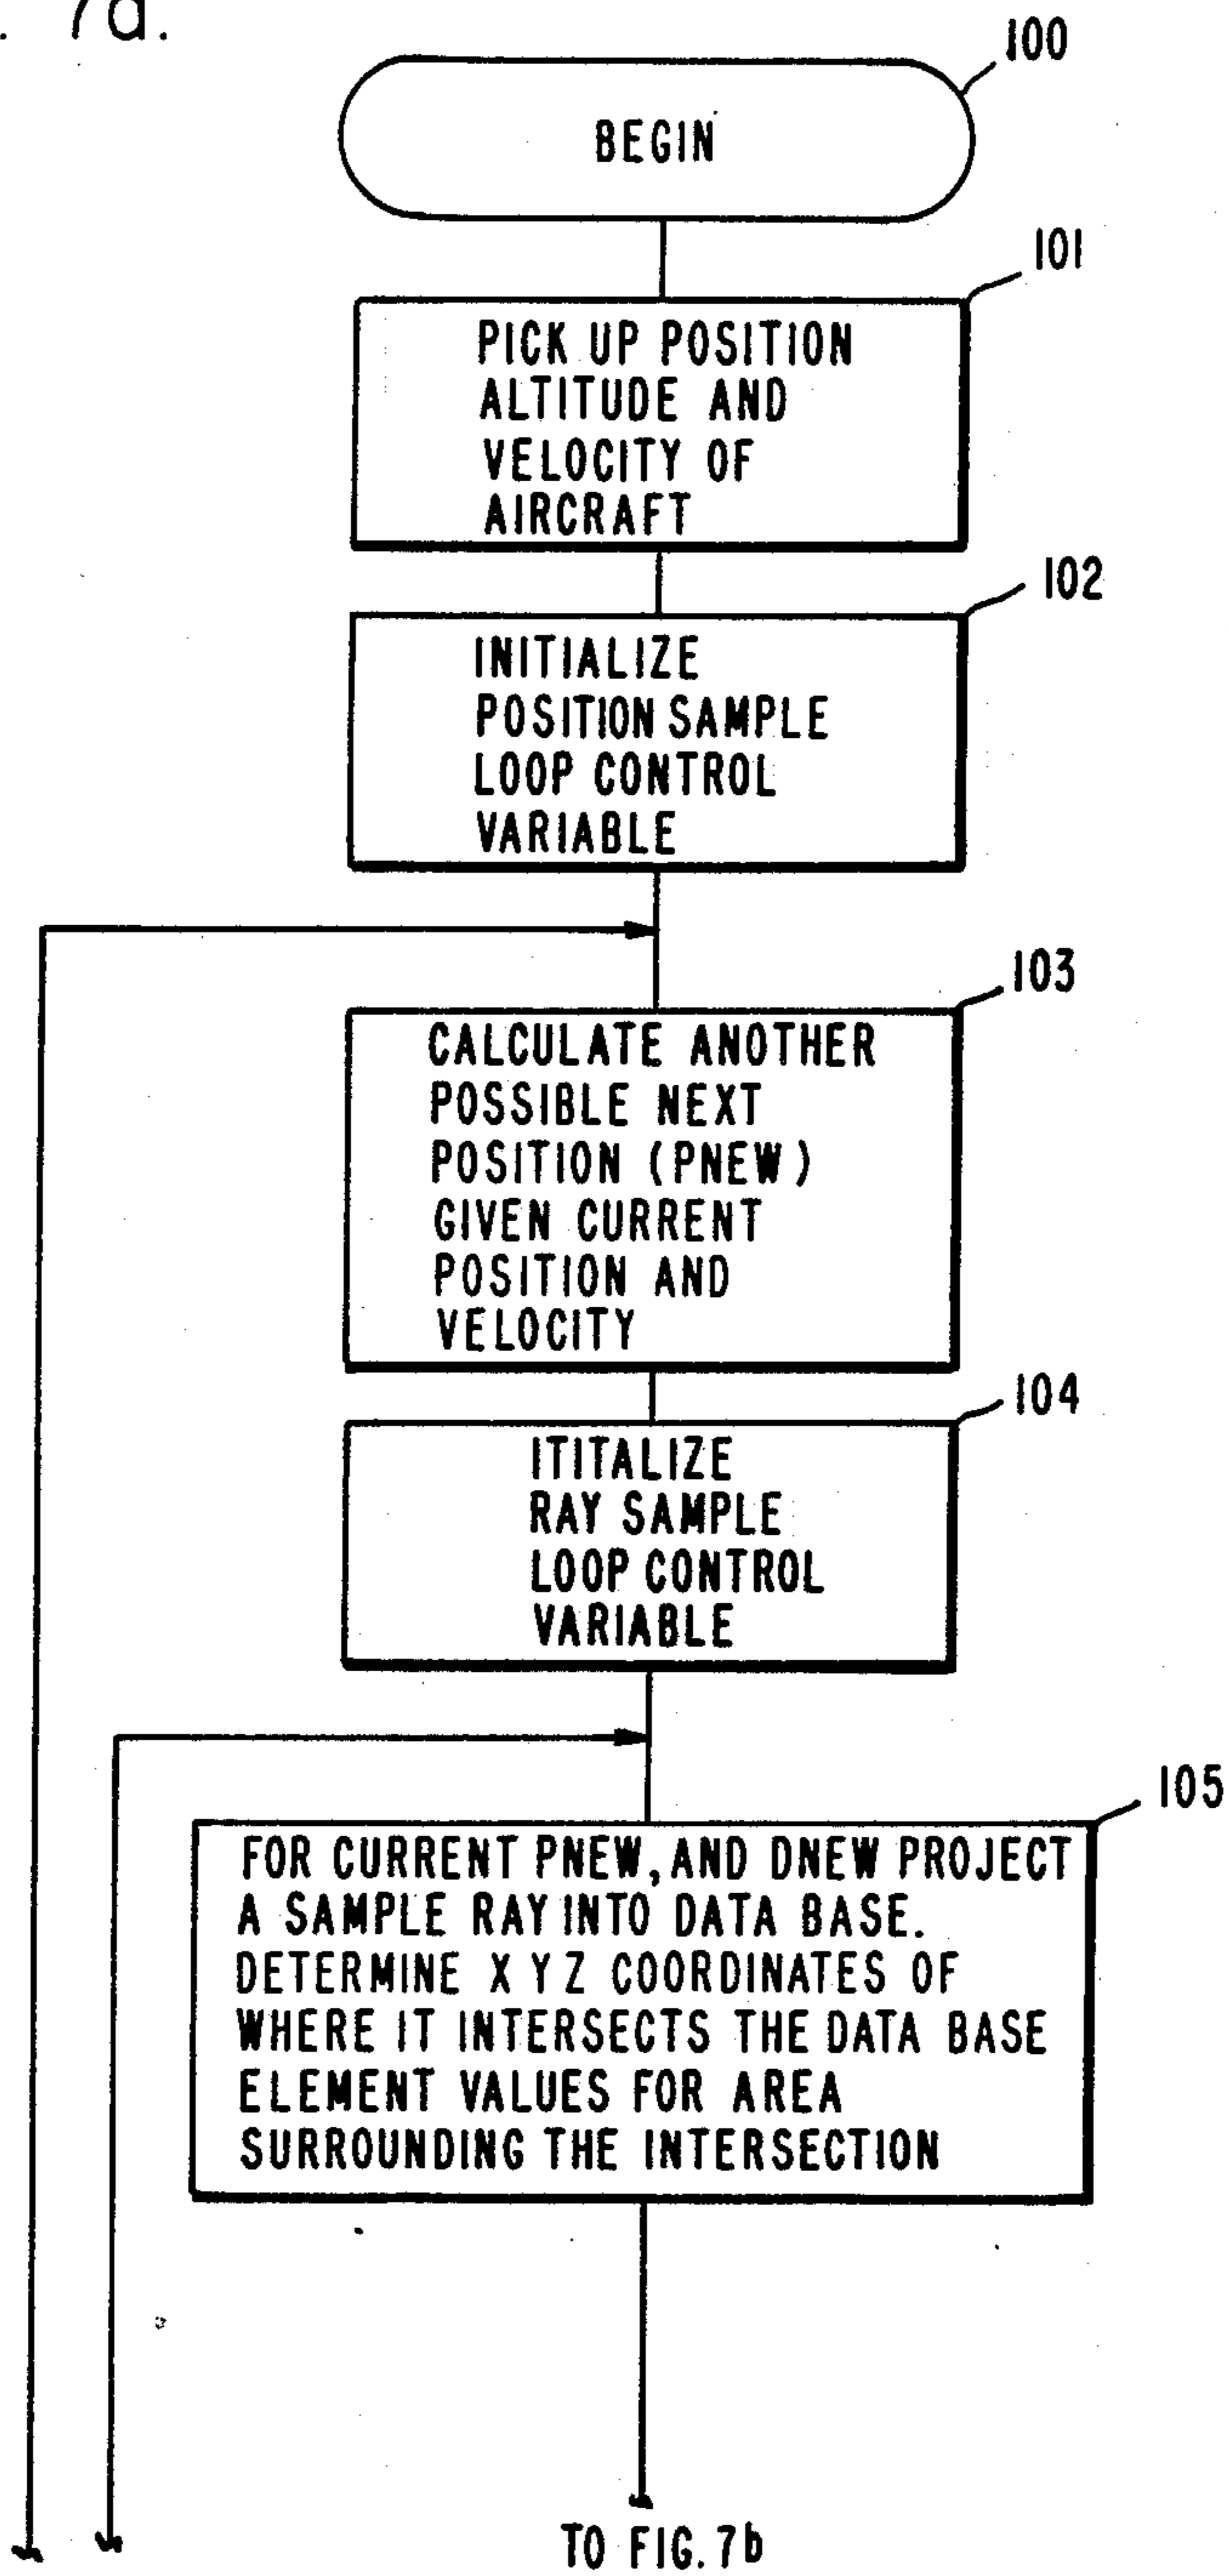 . 7a.
100
BEGIN
101
PICK UP POSITION
ALTITUDE AND
VELOCITY OF
AIRCRAFT
102
INITIALIZE
POSITION SAMPLE
LOOP CONTROL
VARIABLE
103
CALCULATE ANOTHER
POSSIBLE NEXT
POSITION (PNEW)
GIVEN CURRENT
POSITION AND
VELOCITY
104
ITITALIZE
RAY SAMPLE
LOOP CONTROL
VARIABLE
105
FOR CURRENT PNEW, AND DNEW PROJECT
A SAMPLE RAY INTO DATA BASE.
DETERMINE X Y Z COORDINATES OF
WHERE IT INTERSECTS THE DATA BASE
ELEMENT VALUES FOR AREA
SURROUNDING THE INTERSECTION
TO FIG. 7b